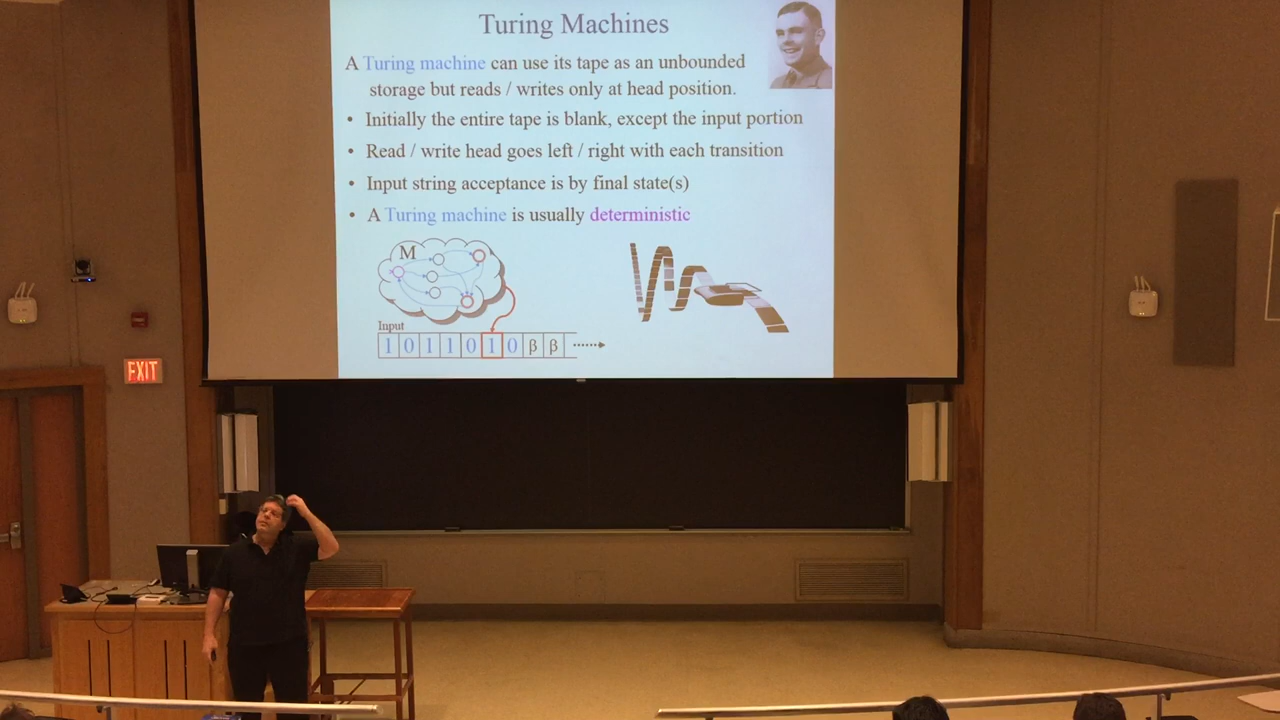 Turing Machines
A Turing machine can use its tape as an unbounded
storage but reads / writes only at head position.
• Initially the entire tape is blank, except the input portion
• Read / write head goes left / right with each transition
• Input string acceptance is by final state(s)
• A Turing machine is usually deterministic
M
Input
1 0 1 1 0 1 0 β β
EXIT